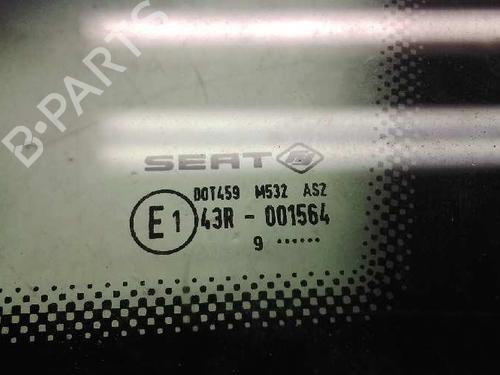 B-PARTS
SEAT
DOT459 M532 AS2
E1 43R - 001564
9 ......